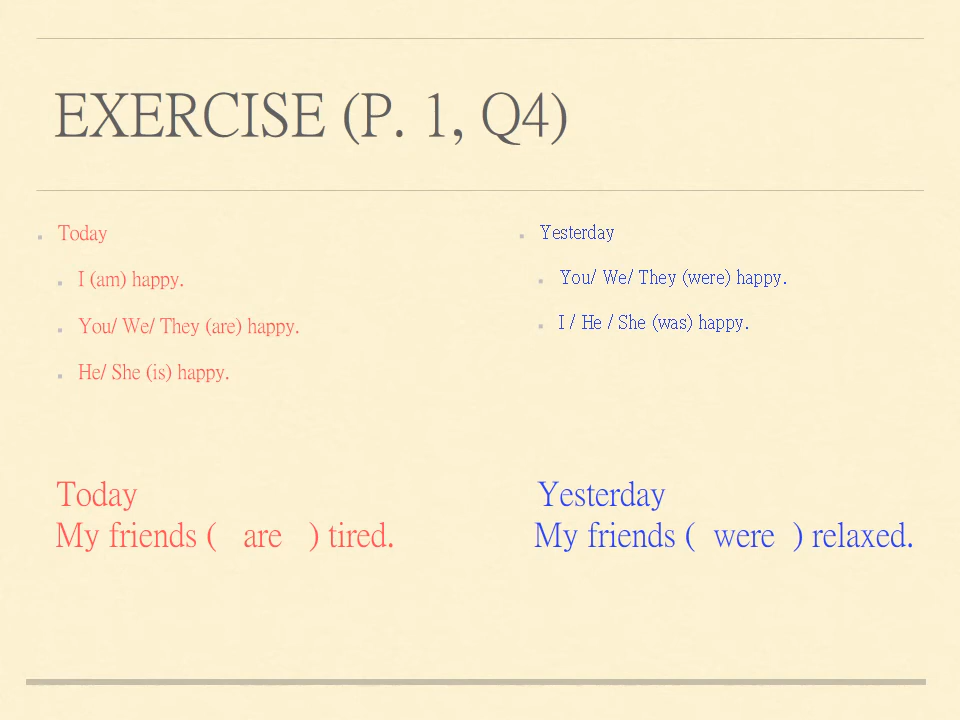 EXERCISE (P. 1, Q4)
Today
I (am) happy.
You/ We/ They (are) happy.
He/ She (is) happy.
Yesterday
You/ We/ They (were) happy.
I / He / She (was) happy.
Today
My friends ( are ) tired.
Yesterday
My friends ( were ) relaxed.